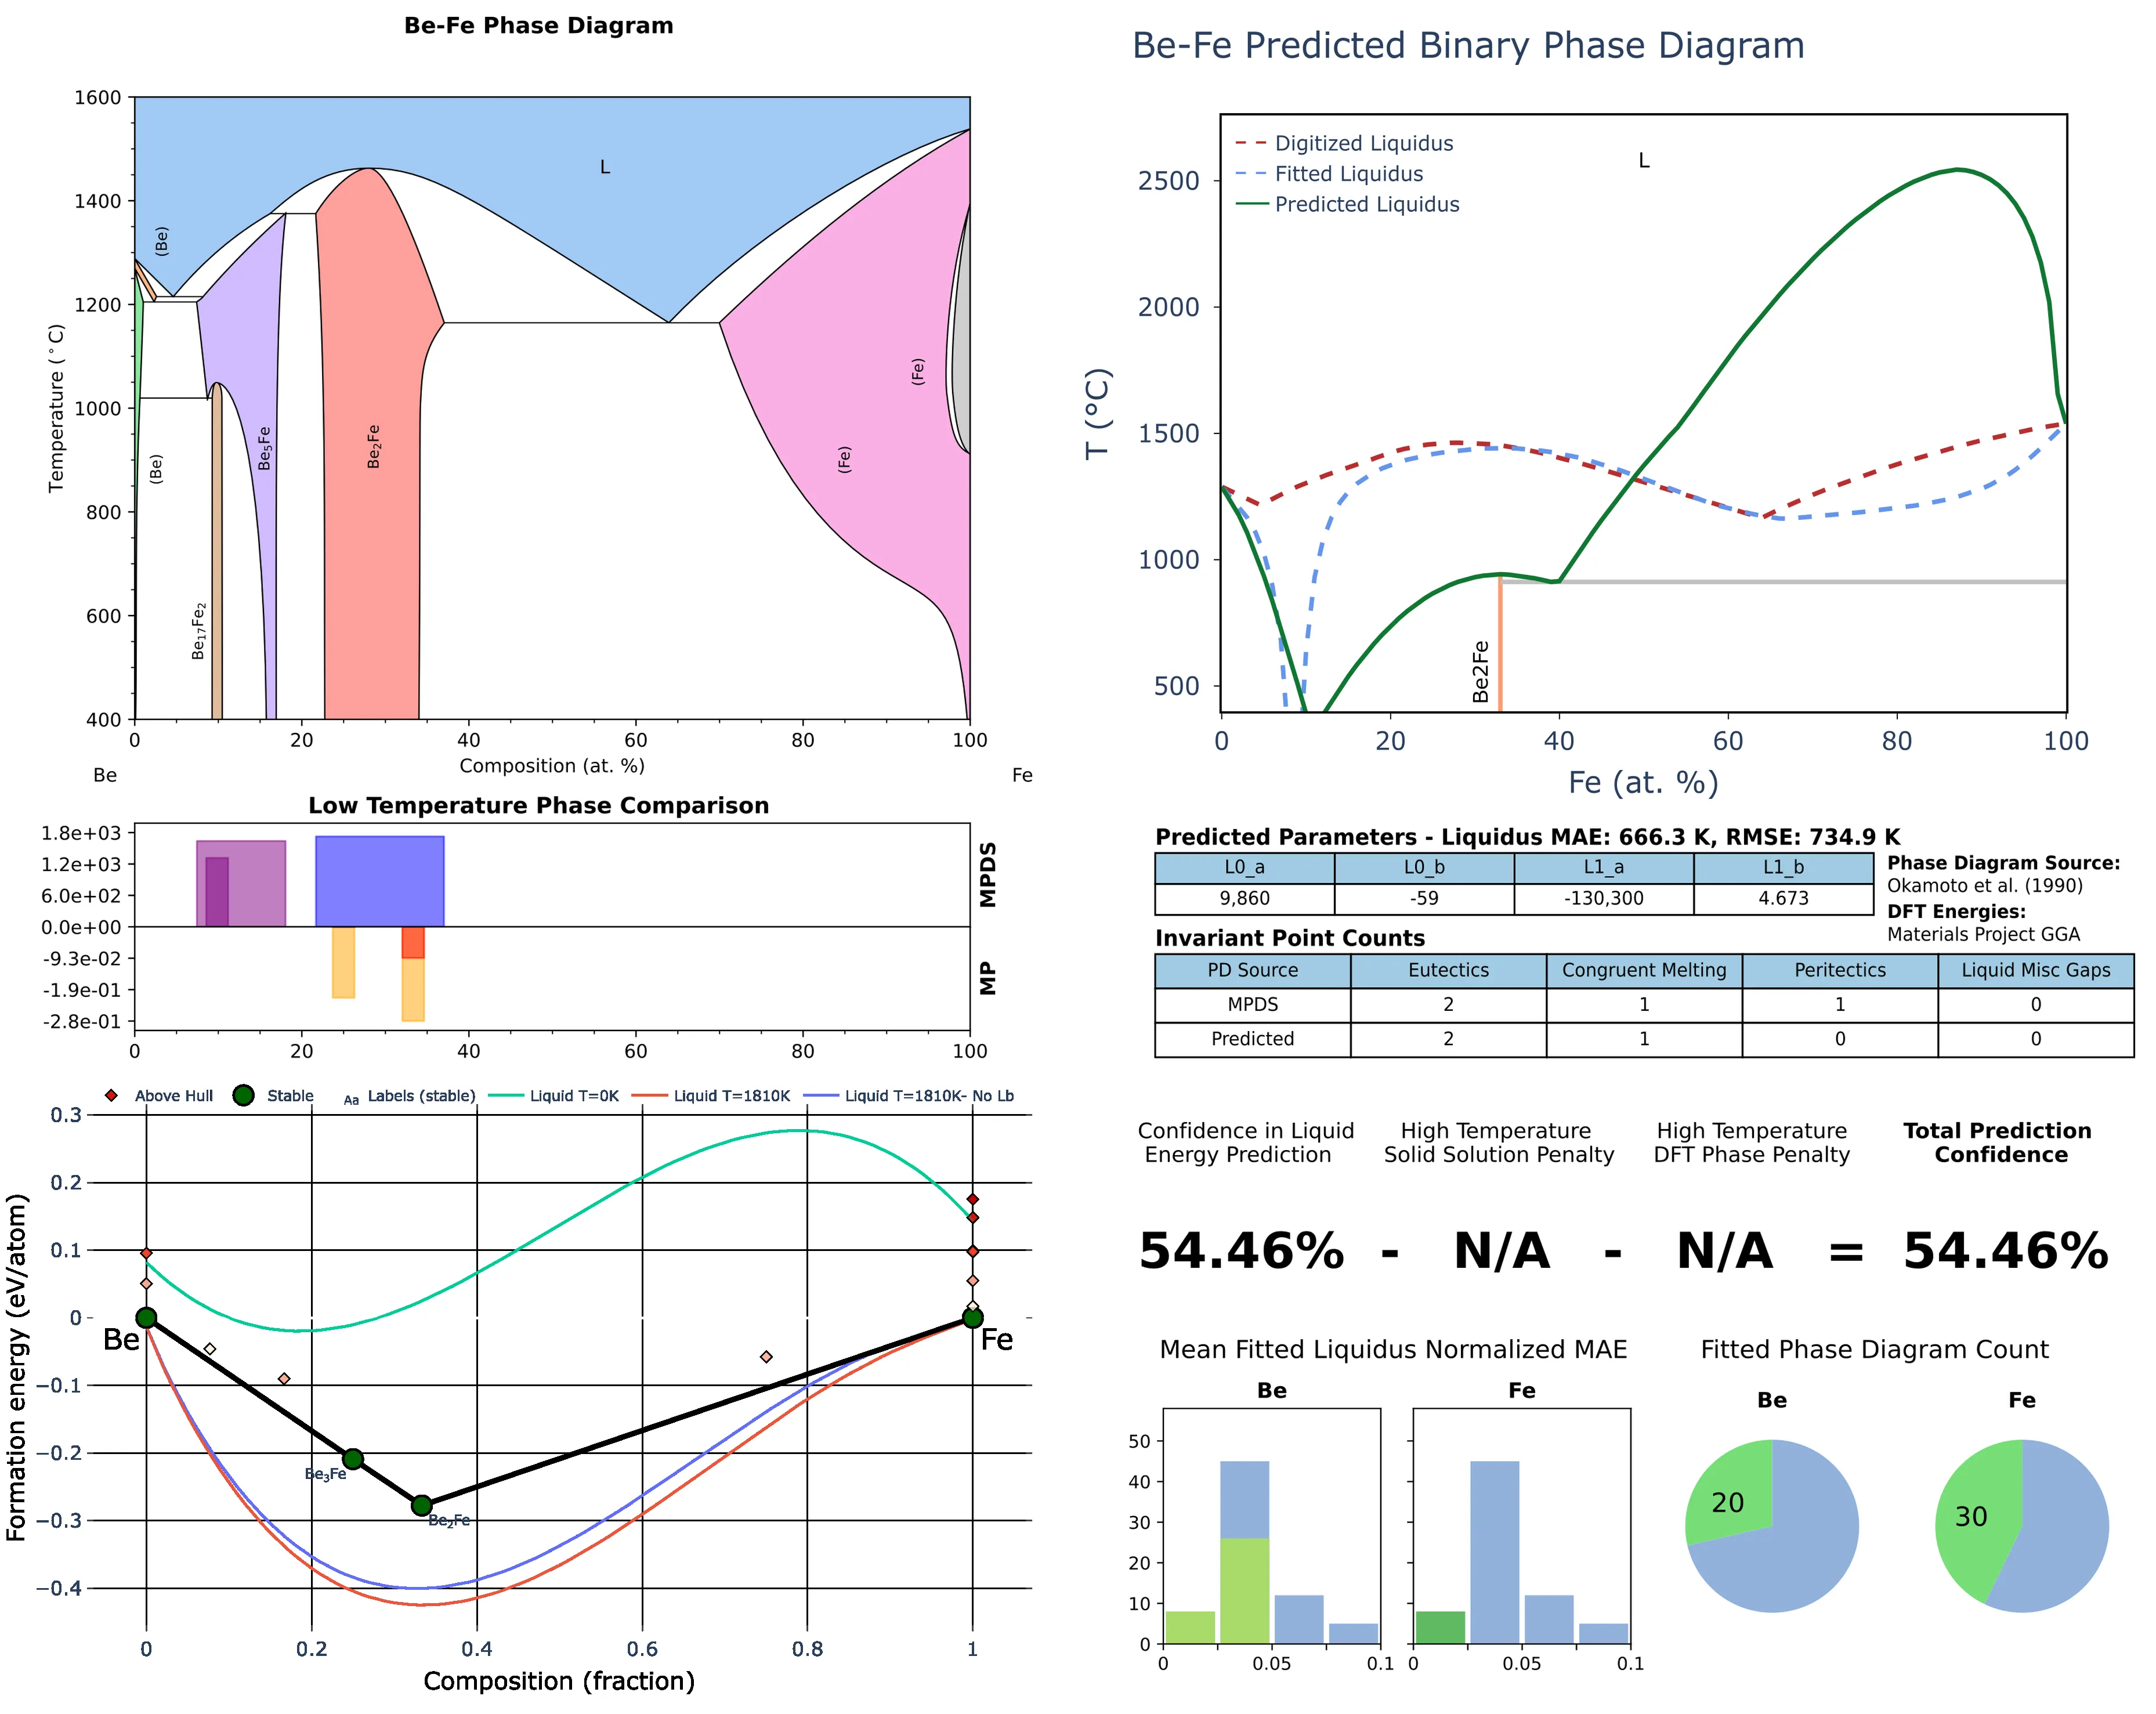 Be-Fe Phase Diagram
1600
1400
1200
1000
800
600
400
Temperature (°C)
L
(Be)
(Be)
Be17Fe2
Be5Fe
Be2Fe
(Fe)
(Fe)
0 20 40 60 80 100
Composition (at. %)
Be Fe
Low Temperature Phase Comparison
1.8e+03
1.2e+03
6.0e+02
0.0e+00
-9.3e-02
-1.9e-01
-2.8e-01
MPDS
MP
0 20 40 60 80 100
Above Hull Stable Aa Labels (stable) Liquid T=0K Liquid T=1810K Liquid T=1810K- No Lb
0.3
0.2
0.1
0
−0.1
−0.2
−0.3
−0.4
Formation energy (eV/atom)
Be
Fe
Be3Fe
Be2Fe
0 0.2 0.4 0.6 0.8 1
Composition (fraction)
Be-Fe Predicted Binary Phase Diagram
Digitized Liquidus
Fitted Liquidus
Predicted Liquidus
L
2500
2000
1500
1000
500
T (°C)
Be2Fe
0 20 40 60 80 100
Fe (at. %)
Predicted Parameters - Liquidus MAE: 666.3 K, RMSE: 734.9 K
L0_a L0_b L1_a L1_b
9,860 -59 -130,300 4.673
Phase Diagram Source:
Okamoto et al. (1990)
DFT Energies:
Materials Project GGA
Invariant Point Counts
PD Source Eutectics Congruent Melting Peritectics Liquid Misc Gaps
MPDS 2 1 1 0
Predicted 2 1 0 0
Confidence in Liquid
Energy Prediction
High Temperature
Solid Solution Penalty
High Temperature
DFT Phase Penalty
Total Prediction
Confidence
54.46% - N/A - N/A = 54.46%
Mean Fitted Liquidus Normalized MAE
Be
Fe
50
40
30
20
10
0
0 0.05 0.1
0 0.05 0.1
Fitted Phase Diagram Count
Be
Fe
20
30